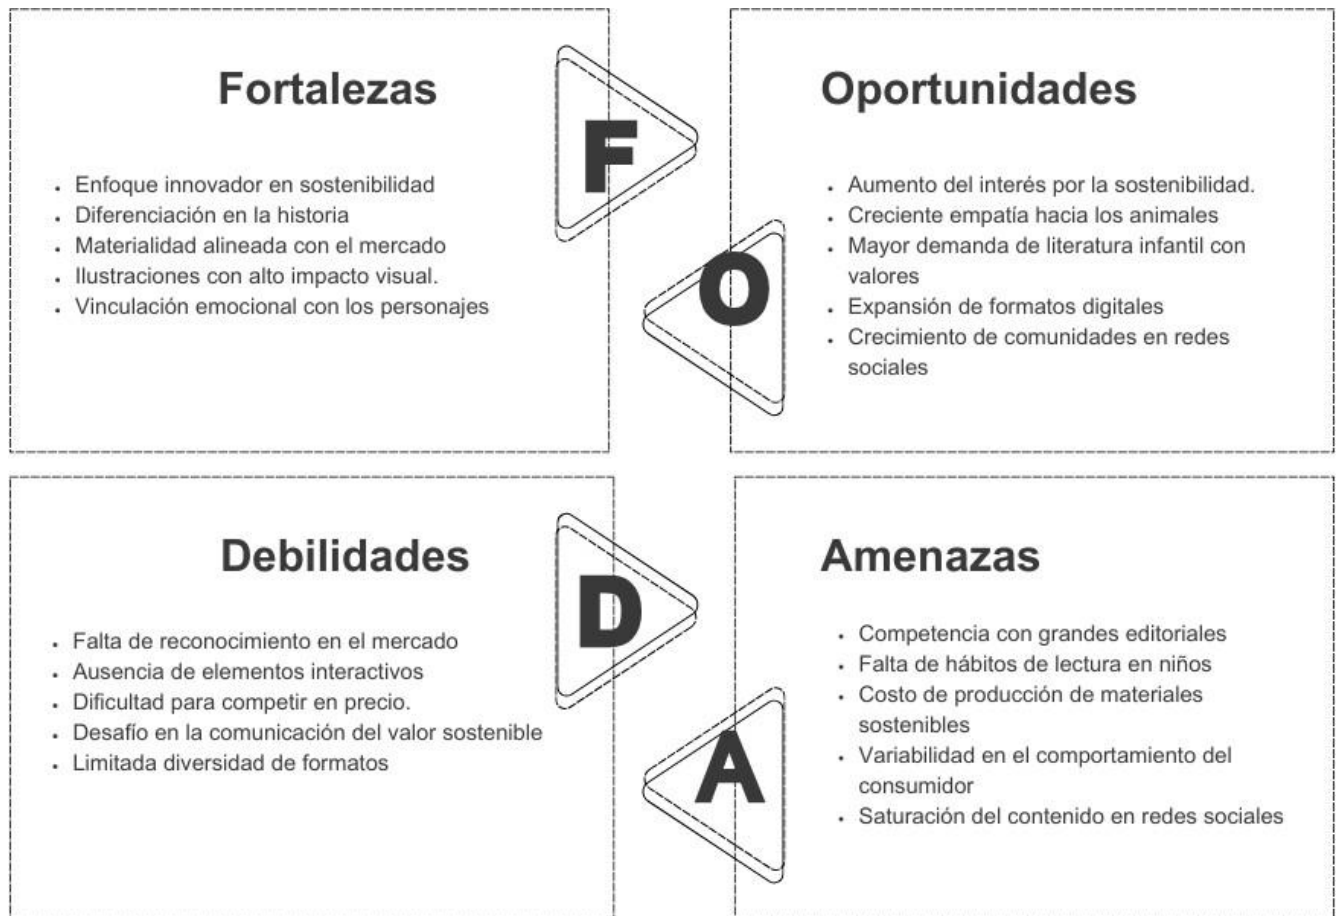 Fortalezas
F
• Enfoque innovador en sostenibilidad
• Diferenciación en la historia
• Materialidad alineada con el mercado
• Ilustraciones con alto impacto visual.
• Vinculación emocional con los personajes
Oportunidades
O
• Aumento del interés por la sostenibilidad.
• Creciente empatía hacia los animales
• Mayor demanda de literatura infantil con
valores
• Expansión de formatos digitales
• Crecimiento de comunidades en redes
sociales
Debilidades
D
• Falta de reconocimiento en el mercado
• Ausencia de elementos interactivos
• Dificultad para competir en precio.
• Desafío en la comunicación del valor sostenible
• Limitada diversidad de formatos
Amenazas
A
• Competencia con grandes editoriales
• Falta de hábitos de lectura en niños
• Costo de producción de materiales
sostenibles
• Variabilidad en el comportamiento del
consumidor
• Saturación del contenido en redes sociales